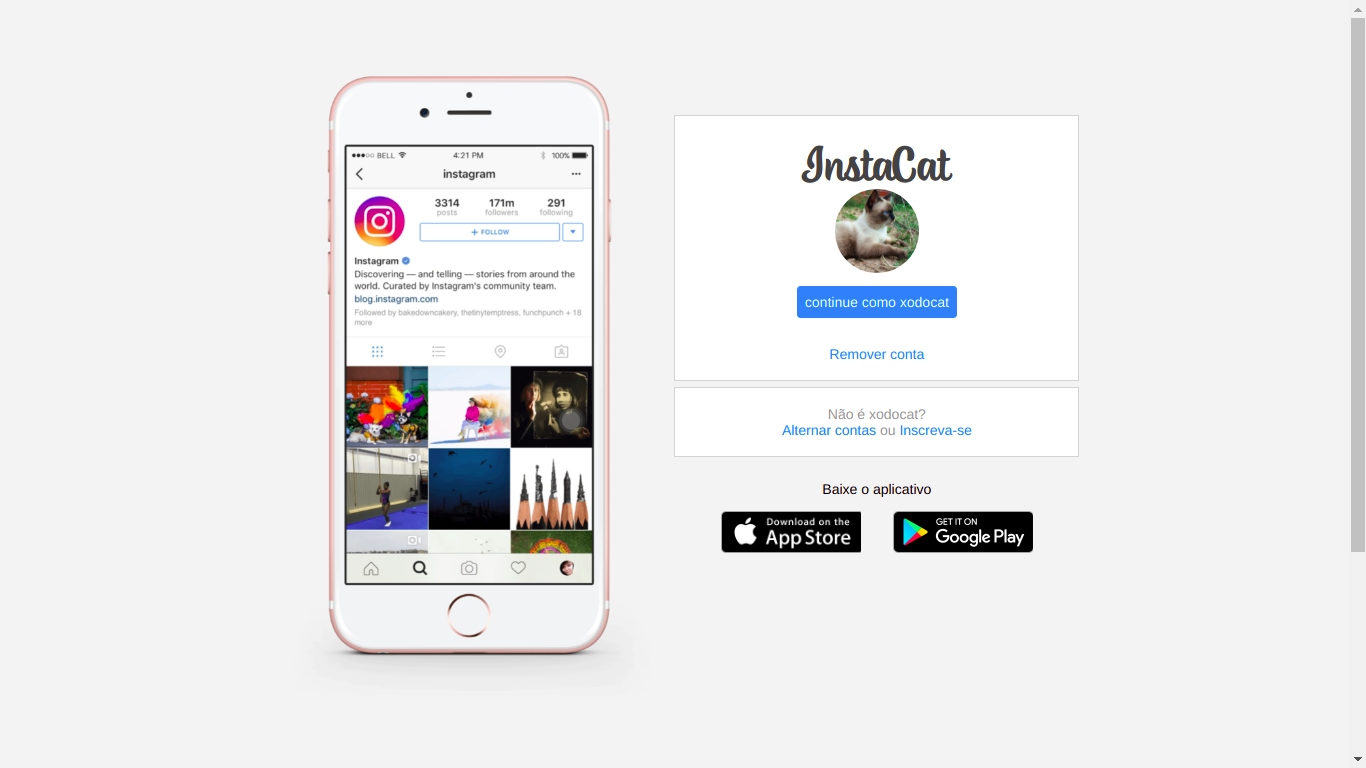 BELL 4:21 PM 100%
instagram
3314 171m 291
posts followers following
+ FOLLOW
Instagram
Discovering — and telling — stories from around the
world. Curated by Instagram's community team.
blog.instagram.com
Followed by bakedowncakery, thetinytemptress, funchpunch + 18
more
InstaCat
continue como xodocat
Remover conta
Não é xodocat?
Alternar contas ou Inscreva-se
Baixe o aplicativo
Download on the
App Store
GET IT ON
Google Play